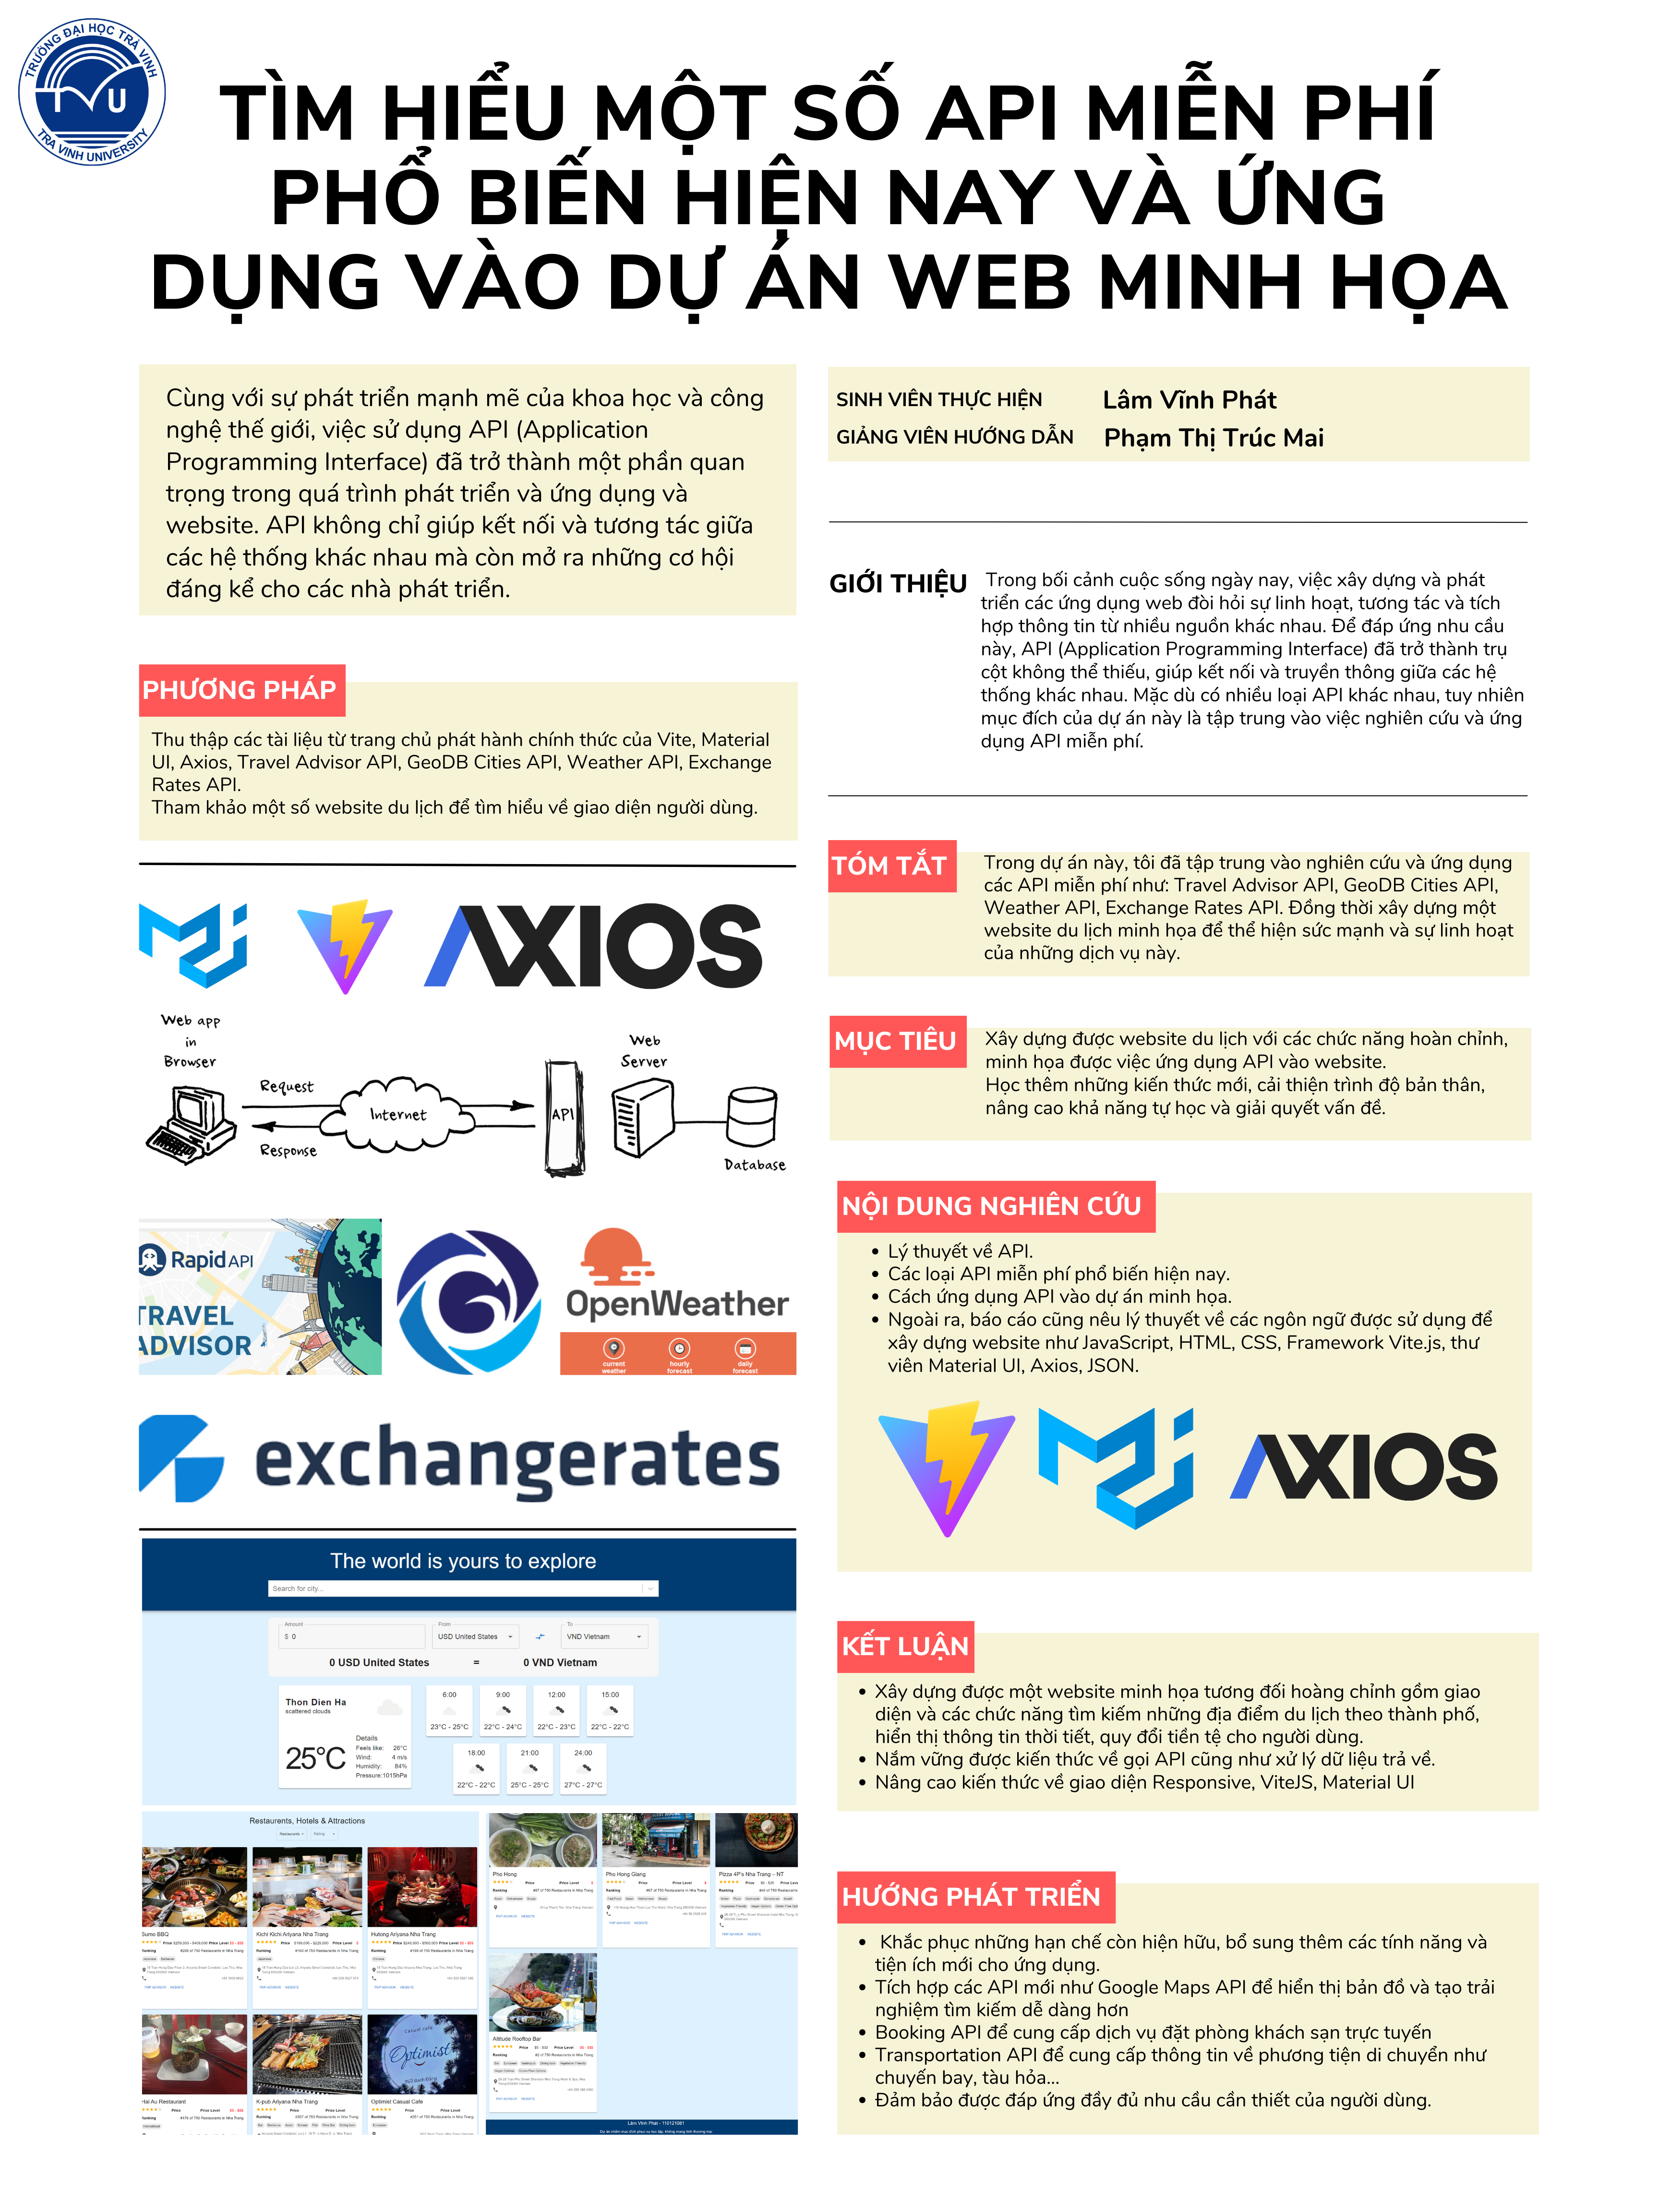 TRƯỜNG ĐẠI HỌC TRÀ VINH
TVU
TRA VINH UNIVERSITY
TÌM HIỂU MỘT SỐ API MIỄN PHÍ
PHỔ BIẾN HIỆN NAY VÀ ỨNG
DỤNG VÀO DỰ ÁN WEB MINH HỌA
Cùng với sự phát triển mạnh mẽ của khoa học và công
nghệ thế giới, việc sử dụng API (Application
Programming Interface) đã trở thành một phần quan
trọng trong quá trình phát triển và ứng dụng và
website. API không chỉ giúp kết nối và tương tác giữa
các hệ thống khác nhau mà còn mở ra những cơ hội
đáng kể cho các nhà phát triển.
PHƯƠNG PHÁP
Thu thập các tài liệu từ trang chủ phát hành chính thức của Vite, Material
UI, Axios, Travel Advisor API, GeoDB Cities API, Weather API, Exchange
Rates API.
Tham khảo một số website du lịch để tìm hiểu về giao diện người dùng.
AXIOS
Web app
in
Browser
Request
Response
Internet
API
Web
Server
Database
Rapid API
TRAVEL
ADVISOR
OpenWeather
current
weather
hourly
forecast
daily
forecast
exchangerates
The world is yours to explore
Search for city...
Amount
$ 0
From
USD United States
To
VND Vietnam
0 USD United States = 0 VND Vietnam
Thon Dien Ha
scattered clouds
25°C
Details
Feels like: 26°C
Wind: 4 m/s
Humidity: 84%
Pressure: 1015hPa
6:00
23°C - 25°C
9:00
22°C - 24°C
12:00
22°C - 23°C
15:00
22°C - 22°C
18:00
22°C - 22°C
21:00
25°C - 25°C
24:00
27°C - 27°C
Restaurents, Hotels & Attractions
Restaurants
Rating
Sumo BBQ
Kichi Kichi Ariyana Nha Trang
Hutong Ariyana Nha Trang
Hai Au Restaurant
K-pub Ariyana Nha Trang
Optimist Casual Cafe
Casual café
Optimist
Pho Hong
Pho Hong Giang
Pizza 4P's Nha Trang – NT
Altitude Rooftop Bar
Lâm Vĩnh Phát - 110121081
SINH VIÊN THỰC HIỆN Lâm Vĩnh Phát
GIẢNG VIÊN HƯỚNG DẪN Phạm Thị Trúc Mai
GIỚI THIỆU
Trong bối cảnh cuộc sống ngày nay, việc xây dựng và phát
triển các ứng dụng web đòi hỏi sự linh hoạt, tương tác và tích
hợp thông tin từ nhiều nguồn khác nhau. Để đáp ứng nhu cầu
này, API (Application Programming Interface) đã trở thành trụ
cột không thể thiếu, giúp kết nối và truyền thông giữa các hệ
thống khác nhau. Mặc dù có nhiều loại API khác nhau, tuy nhiên
mục đích của dự án này là tập trung vào việc nghiên cứu và ứng
dụng API miễn phí.
TÓM TẮT
Trong dự án này, tôi đã tập trung vào nghiên cứu và ứng dụng
các API miễn phí như: Travel Advisor API, GeoDB Cities API,
Weather API, Exchange Rates API. Đồng thời xây dựng một
website du lịch minh họa để thể hiện sức mạnh và sự linh hoạt
của những dịch vụ này.
MỤC TIÊU
Xây dựng được website du lịch với các chức năng hoàn chỉnh,
minh họa được việc ứng dụng API vào website.
Học thêm những kiến thức mới, cải thiện trình độ bản thân,
nâng cao khả năng tự học và giải quyết vấn đề.
NỘI DUNG NGHIÊN CỨU
• Lý thuyết về API.
• Các loại API miễn phí phổ biến hiện nay.
• Cách ứng dụng API vào dự án minh họa.
• Ngoài ra, báo cáo cũng nêu lý thuyết về các ngôn ngữ được sử dụng để
xây dựng website như JavaScript, HTML, CSS, Framework Vite.js, thư
viên Material UI, Axios, JSON.
AXIOS
KẾT LUẬN
• Xây dựng được một website minh họa tương đối hoàng chỉnh gồm giao
diện và các chức năng tìm kiếm những địa điểm du lịch theo thành phố,
hiển thị thông tin thời tiết, quy đổi tiền tệ cho người dùng.
• Nắm vững được kiến thức về gọi API cũng như xử lý dữ liệu trả về.
• Nâng cao kiến thức về giao diện Responsive, ViteJS, Material UI
HƯỚNG PHÁT TRIỂN
• Khắc phục những hạn chế còn hiện hữu, bổ sung thêm các tính năng và
tiện ích mới cho ứng dụng.
• Tích hợp các API mới như Google Maps API để hiển thị bản đồ và tạo trải
nghiệm tìm kiếm dễ dàng hơn
• Booking API để cung cấp dịch vụ đặt phòng khách sạn trực tuyến
• Transportation API để cung cấp thông tin về phương tiện di chuyển như
chuyến bay, tàu hỏa...
• Đảm bảo được đáp ứng đầy đủ nhu cầu cần thiết của người dùng.